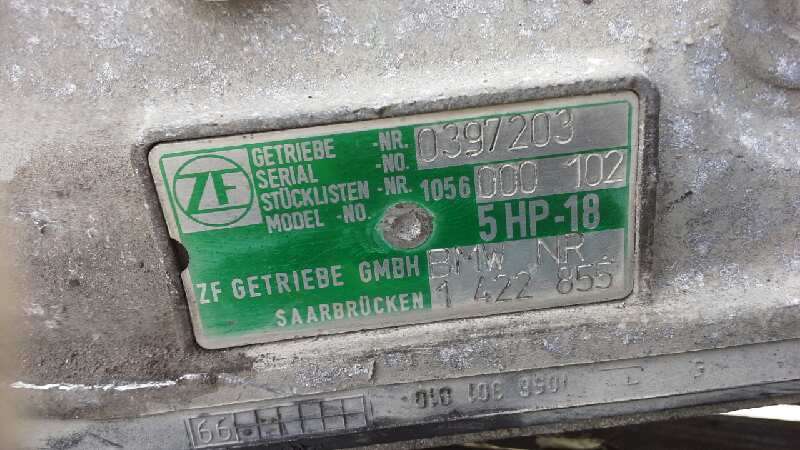 ZF
GETRIEBE -NR. 0397203
SERIAL -NO.
STÜCKLISTEN -NR. 1056 000 102
MODEL -NO.
5 HP-18
ZF GETRIEBE GMBH BMW NR.
SAARBRÜCKEN 1 422 855
1056 301 010
66